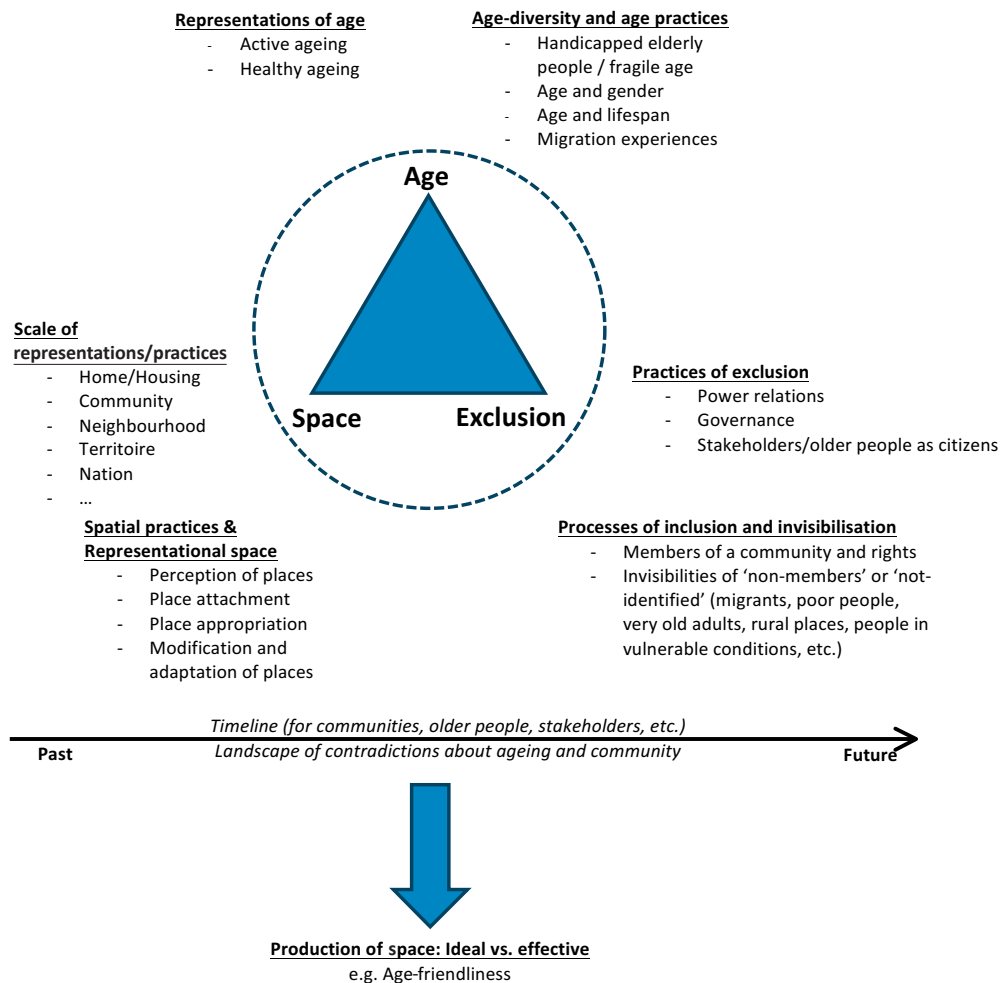 Representations of age
- Active ageing
- Healthy ageing
Age-diversity and age practices
- Handicapped elderly
people / fragile age
- Age and gender
- Age and lifespan
- Migration experiences
Age
Space
Exclusion
Scale of
representations/practices
- Home/Housing
- Community
- Neighbourhood
- Territoire
- Nation
- ...
Practices of exclusion
- Power relations
- Governance
- Stakeholders/older people as citizens
Spatial practices &
Representational space
- Perception of places
- Place attachment
- Place appropriation
- Modification and
adaptation of places
Processes of inclusion and invisibilisation
- Members of a community and rights
- Invisibilities of ‘non-members’ or ‘not-
identified’ (migrants, poor people,
very old adults, rural places, people in
vulnerable conditions, etc.)
Timeline (for communities, older people, stakeholders, etc.)
Past
Landscape of contradictions about ageing and community
Future
Production of space: Ideal vs. effective
e.g. Age-friendliness